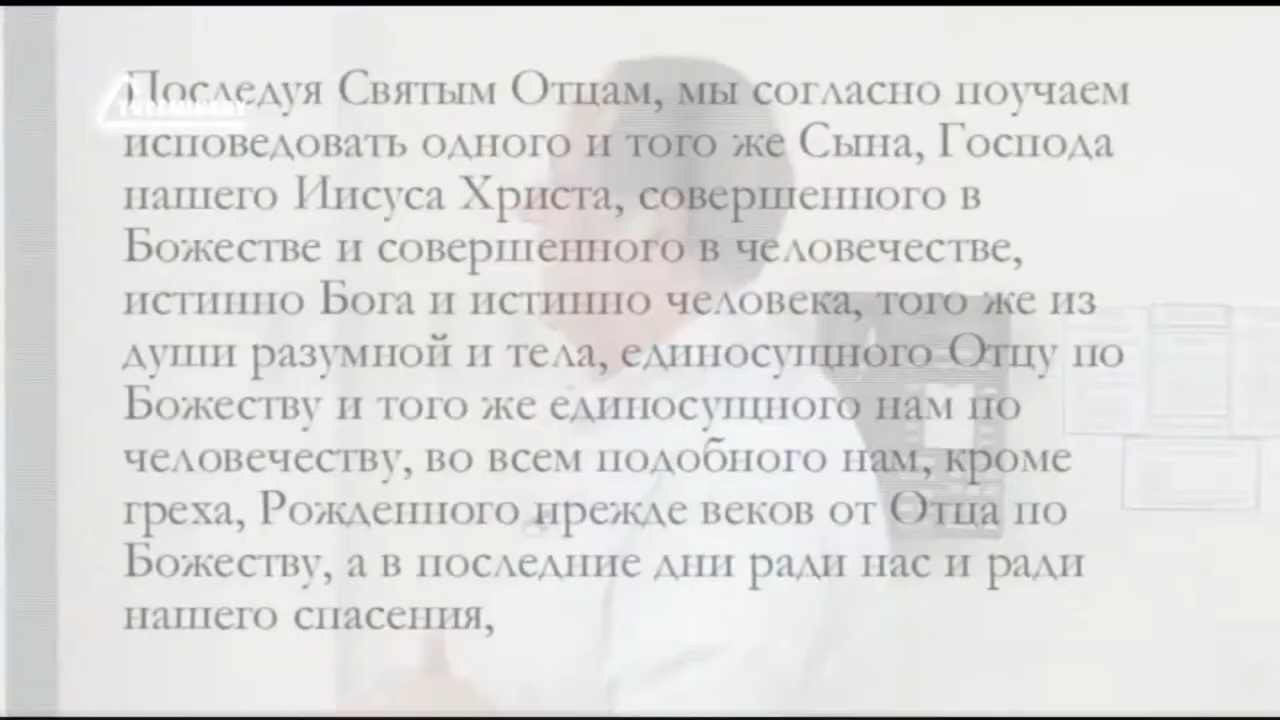 Последуя Святым Отцам, мы согласно поучаем
исповедовать одного и того же Сына, Господа
нашего Иисуса Христа, совершенного в
Божестве и совершенного в человечестве,
истинно Бога и истинно человека, того же из
души разумной и тела, единосущного Отцу по
Божеству и того же единосущного нам по
человечеству, во всем подобного нам, кроме
греха, Рожденного прежде веков от Отца по
Божеству, а в последние дни ради нас и ради
нашего спасения,